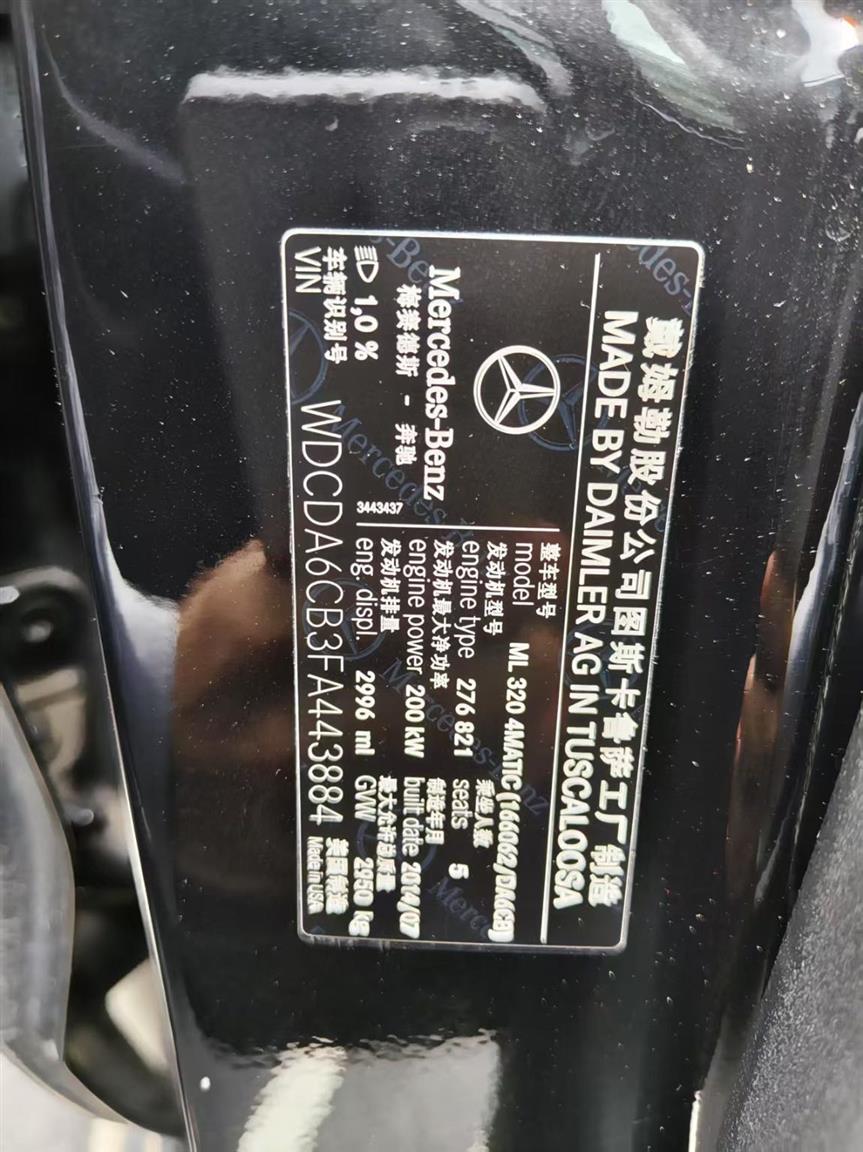 戴姆勒股份公司图斯卡鲁萨工厂制造
MADE BY DAIMLER AG IN TUSCALOOSA
整车型号
model ML 320 4MATIC (166062/DA6CB)
发动机型号 乘坐人数
engine type 276 821 seats 5
发动机最大净功率 制造年月
engine power 200 kW built date 2014/07
发动机排量 最大允许总质量
eng. displ. 2996 ml GVW 2950 kg
Mercedes-Benz
梅赛德斯 - 奔驰
3443437
1,0 %
车辆识别号 美国制造
VIN WDCDA6CB3FA443884 Made in USA